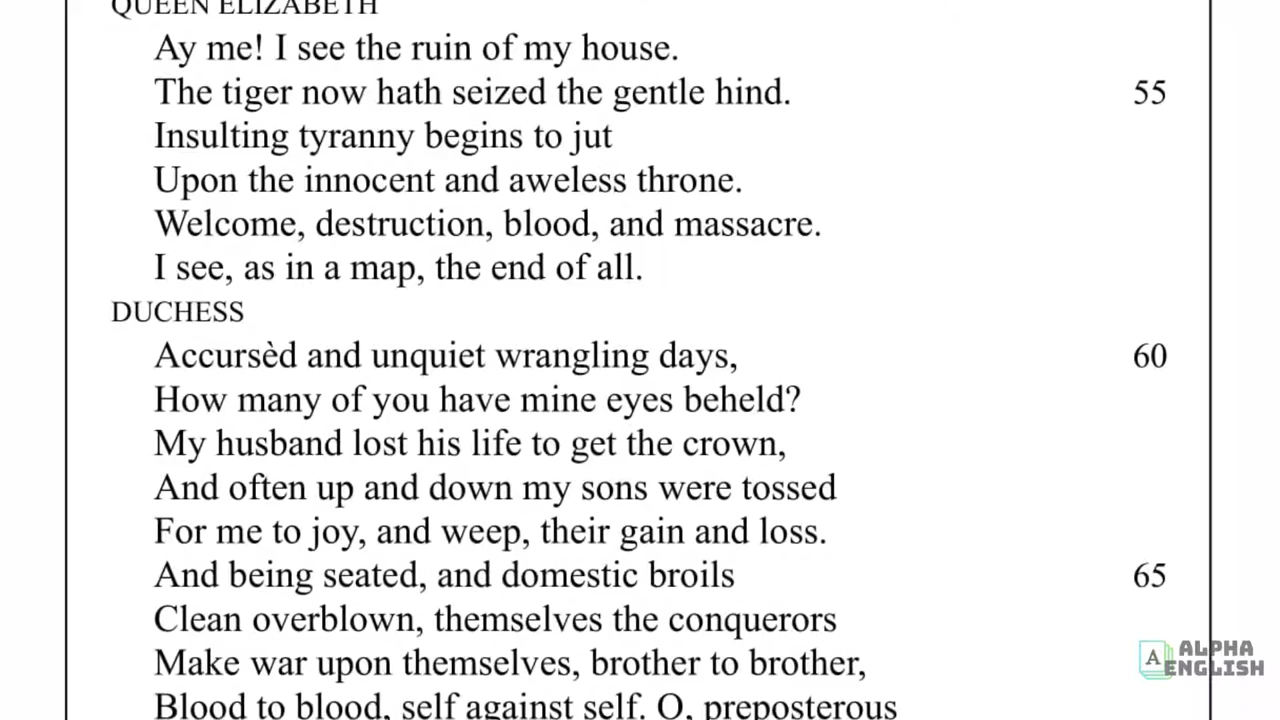 QUEEN ELIZABETH
Ay me! I see the ruin of my house.
The tiger now hath seized the gentle hind. 55
Insulting tyranny begins to jut
Upon the innocent and aweless throne.
Welcome, destruction, blood, and massacre.
I see, as in a map, the end of all.
DUCHESS
Accursèd and unquiet wrangling days, 60
How many of you have mine eyes beheld?
My husband lost his life to get the crown,
And often up and down my sons were tossed
For me to joy, and weep, their gain and loss.
And being seated, and domestic broils 65
Clean overblown, themselves the conquerors
Make war upon themselves, brother to brother,
Blood to blood, self against self. O, preposterous
A ALPHA
ENGLISH